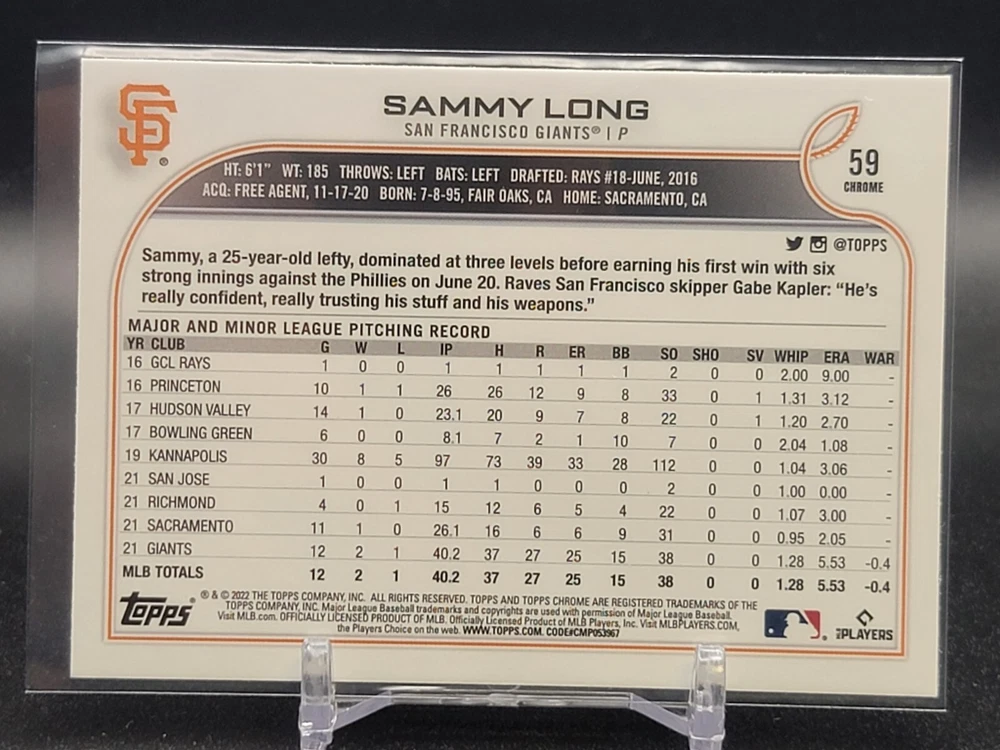 SF
SAMMY LONG
SAN FRANCISCO GIANTS® | P
59
CHROME
HT: 6'1" WT: 185 THROWS: LEFT BATS: LEFT DRAFTED: RAYS #18-JUNE, 2016
ACQ: FREE AGENT, 11-17-20 BORN: 7-8-95, FAIR OAKS, CA HOME: SACRAMENTO, CA
@TOPPS
Sammy, a 25-year-old lefty, dominated at three levels before earning his first win with six
strong innings against the Phillies on June 20. Raves San Francisco skipper Gabe Kapler: “He's
really confident, really trusting his stuff and his weapons.”
MAJOR AND MINOR LEAGUE PITCHING RECORD
YR CLUB G W L IP H R ER BB SO SHO SV WHIP ERA WAR
16 GCL RAYS 1 0 0 1 1 1 1 1 2 0 0 2.00 9.00 -
16 PRINCETON 10 1 1 26 26 12 9 8 33 0 1 1.31 3.12 -
17 HUDSON VALLEY 14 1 0 23.1 20 9 7 8 22 0 1 1.20 2.70 -
17 BOWLING GREEN 6 0 0 8.1 7 2 1 10 7 0 0 2.04 1.08 -
19 KANNAPOLIS 30 8 5 97 73 39 33 28 112 0 0 1.04 3.06 -
21 SAN JOSE 1 0 0 1 1 0 0 0 2 0 0 1.00 0.00 -
21 RICHMOND 4 0 1 15 12 6 5 4 22 0 0 1.07 3.00 -
21 SACRAMENTO 11 1 0 26.1 16 6 6 9 31 0 0 0.95 2.05 -
21 GIANTS 12 2 1 40.2 37 27 25 15 38 0 0 1.28 5.53 -0.4
MLB TOTALS 12 2 1 40.2 37 27 25 15 38 0 0 1.28 5.53 -0.4
topps
® & © 2022 THE TOPPS COMPANY, INC. ALL RIGHTS RESERVED. TOPPS AND TOPPS CHROME ARE REGISTERED TRADEMARKS OF THE
TOPPS COMPANY, INC. Major League Baseball trademarks and copyrights are used with permission of Major League Baseball.
Visit MLB.com. OFFICIALLY LICENSED PRODUCT OF MLB. Officially Licensed Product of MLB Players, Inc. Visit MLBPLAYERS.COM,
the Players Choice on the web. WWW.TOPPS.COM. CODE#CMP053967
MLB PLAYERS